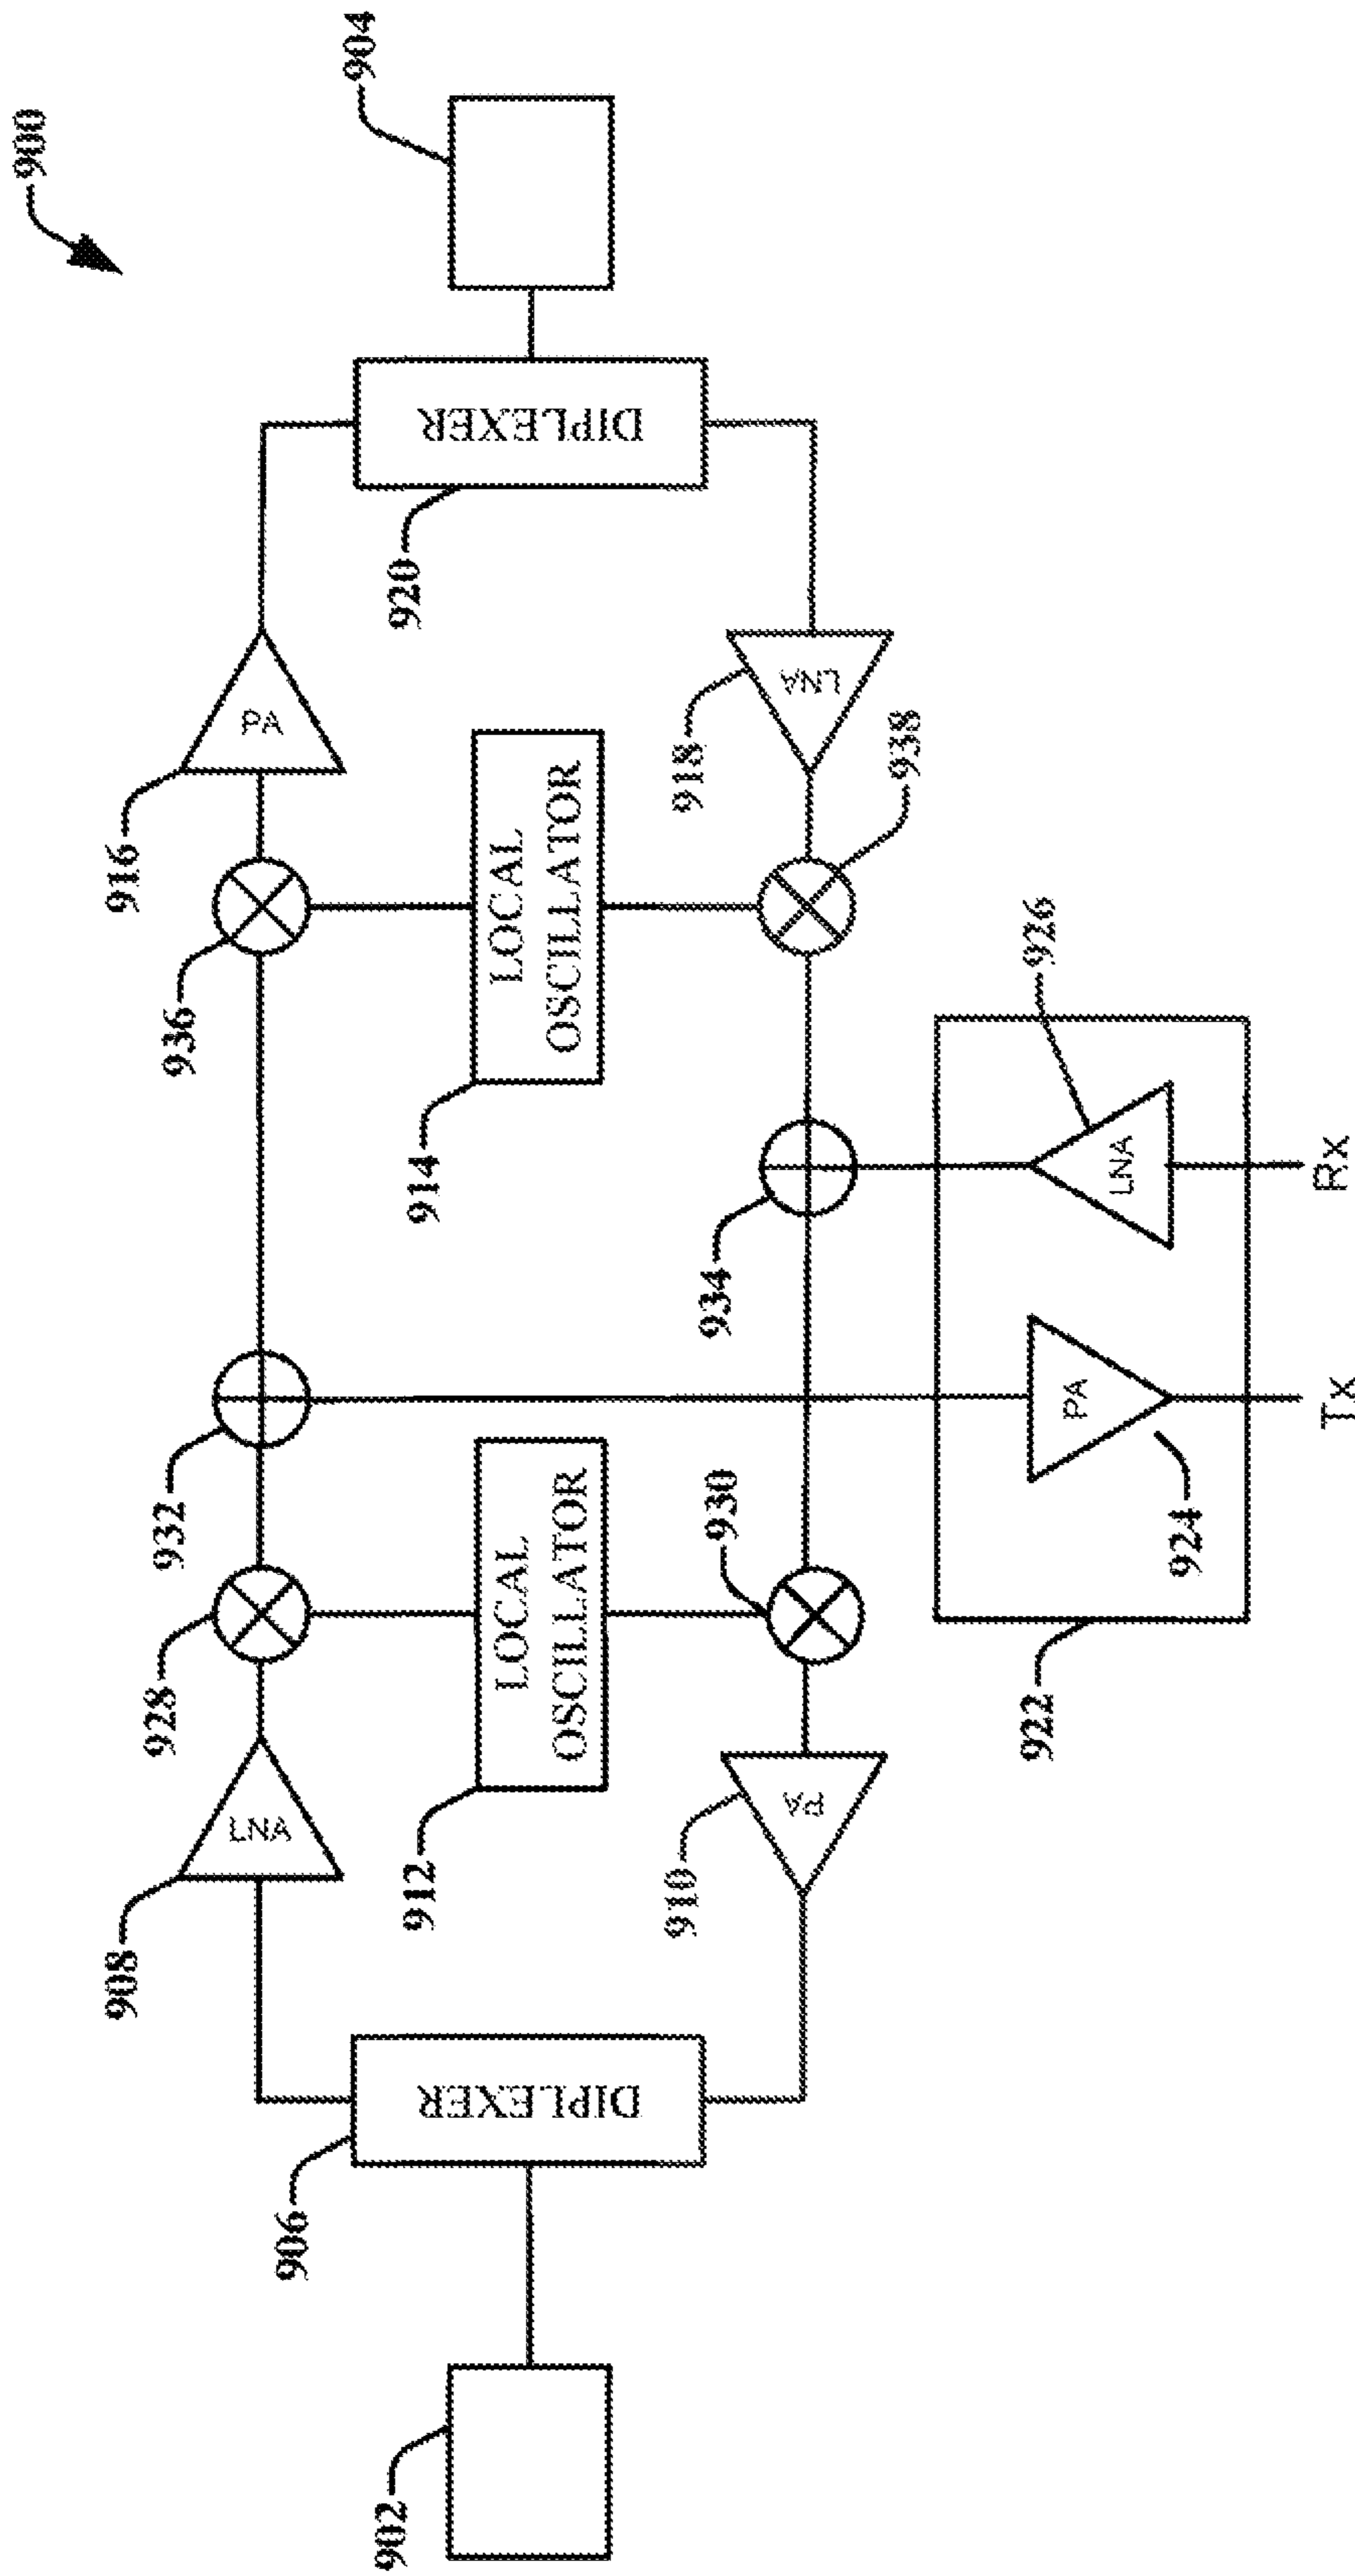 900
904
902
906
DIPLEXER
908
LNA
928
932
936
916
PA
920
DIPLEXER
912
LOCAL
OSCILLATOR
914
LOCAL
OSCILLATOR
910
PA
930
934
938
918
LNA
922
924
PA
926
LNA
Tx
Rx